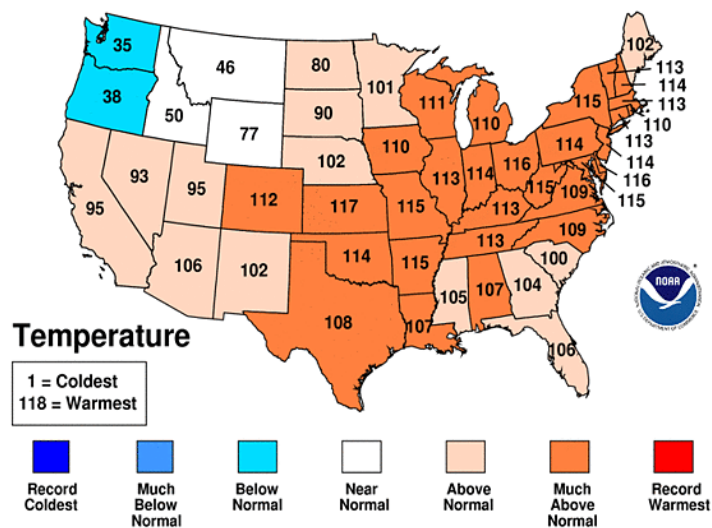 35
46
80
101
102
113
114
113
110
113
114
116
115
38
50
77
90
111
110
115
114
102
110
113
114
116
115
109
95
93
95
112
117
115
113
109
106
102
114
115
113
100
108
107
105
107
104
106
NOAA
Temperature
1 = Coldest
118 = Warmest
Record
Coldest
Much
Below
Normal
Below
Normal
Near
Normal
Above
Normal
Much
Above
Normal
Record
Warmest